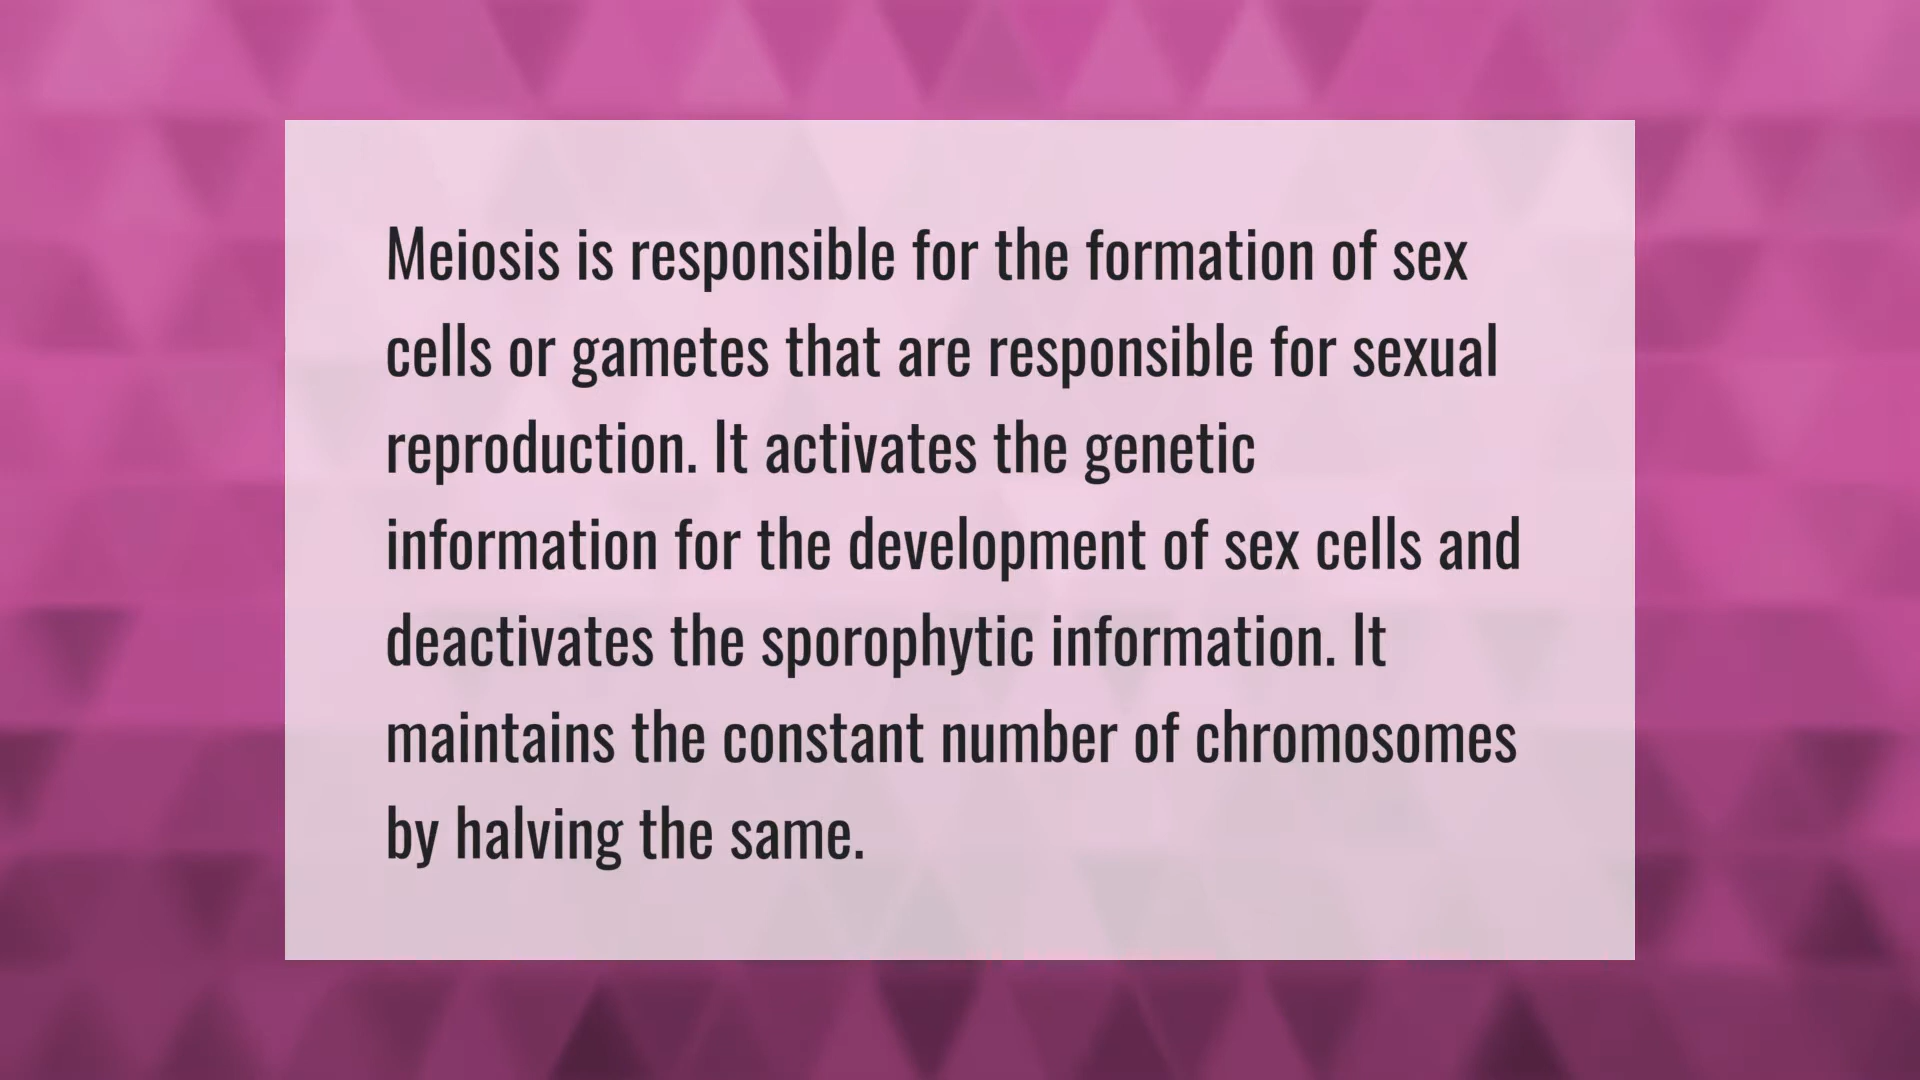 Meiosis is responsible for the formation of sex
cells or gametes that are responsible for sexual
reproduction. It activates the genetic
information for the development of sex cells and
deactivates the sporophytic information. It
maintains the constant number of chromosomes
by halving the same.